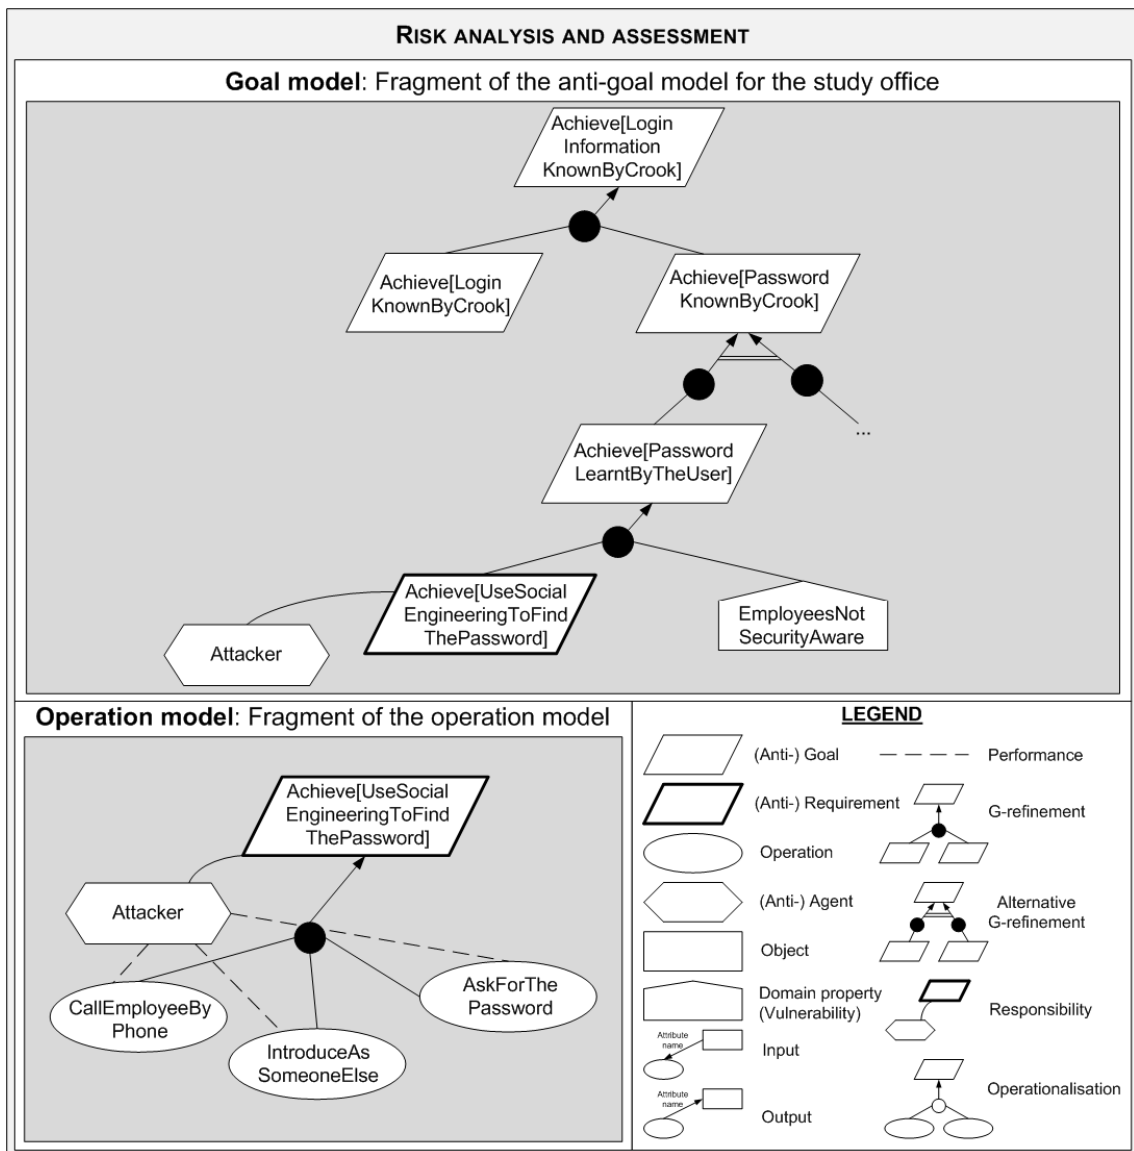 RISK ANALYSIS AND ASSESSMENT
Goal model: Fragment of the anti-goal model for the study office
Achieve[Login
Information
KnownByCrook]
Achieve[Login
KnownByCrook]
Achieve[Password
KnownByCrook]
...
Achieve[Password
LearntByTheUser]
Achieve[UseSocial
EngineeringToFind
ThePassword]
Attacker
EmployeesNot
SecurityAware
Operation model: Fragment of the operation model
Achieve[UseSocial
EngineeringToFind
ThePassword]
Attacker
CallEmployeeBy
Phone
IntroduceAs
SomeoneElse
AskForThe
Password
LEGEND
(Anti-) Goal
(Anti-) Requirement
Operation
(Anti-) Agent
Object
Domain property
(Vulnerability)
Attribute
name
Input
Attribute
name
Output
Performance
G-refinement
Alternative
G-refinement
Responsibility
Operationalisation